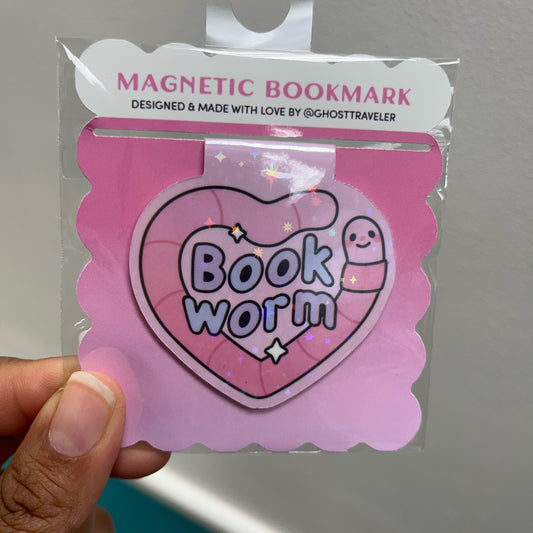 MAGNETIC BOOKMARK
DESIGNED & MADE WITH LOVE BY @GHOSTTRAVELER
Book
worm